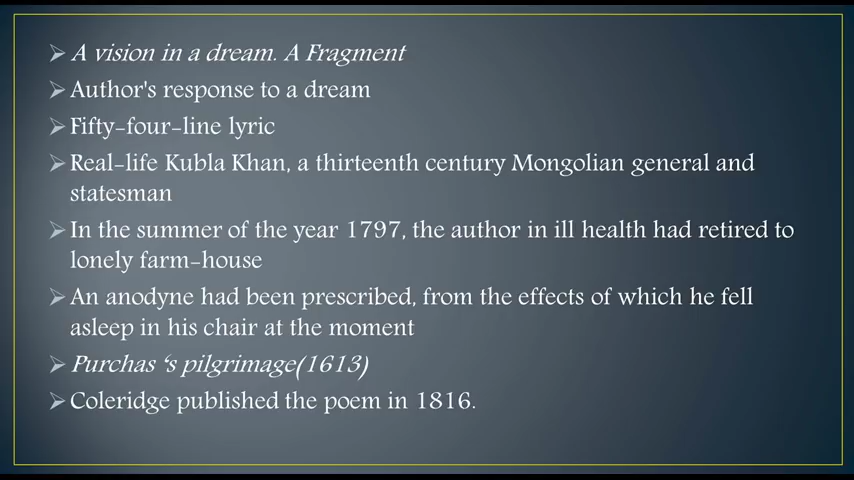 A vision in a dream. A Fragment
Author's response to a dream
Fifty-four-line lyric
Real-life Kubla Khan, a thirteenth century Mongolian general and
statesman
In the summer of the year 1797, the author in ill health had retired to
lonely farm-house
An anodyne had been prescribed, from the effects of which he fell
asleep in his chair at the moment
Purchas ‘s pilgrimage(1613)
Coleridge published the poem in 1816.